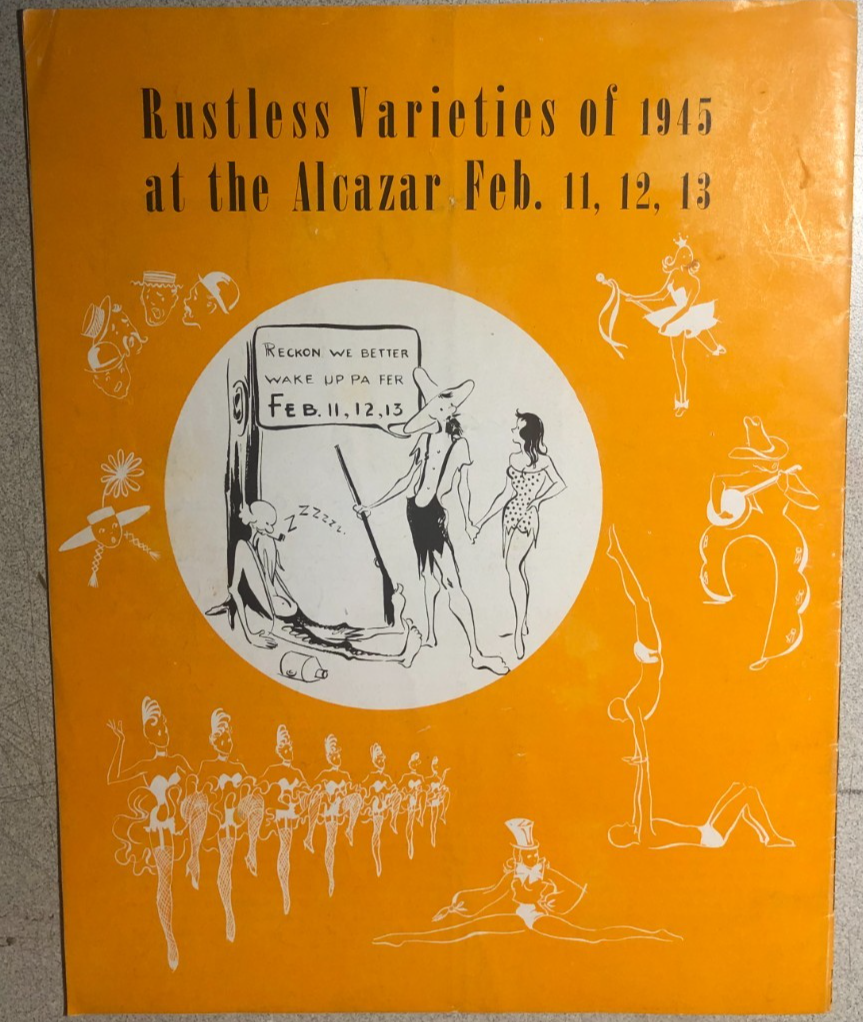 Rustless Varieties of 1945
at the Alcazar Feb. 11, 12, 13
RECKON WE BETTER
WAKE UP PA FER
FEB. 11, 12, 13
ZZZZZZZ..